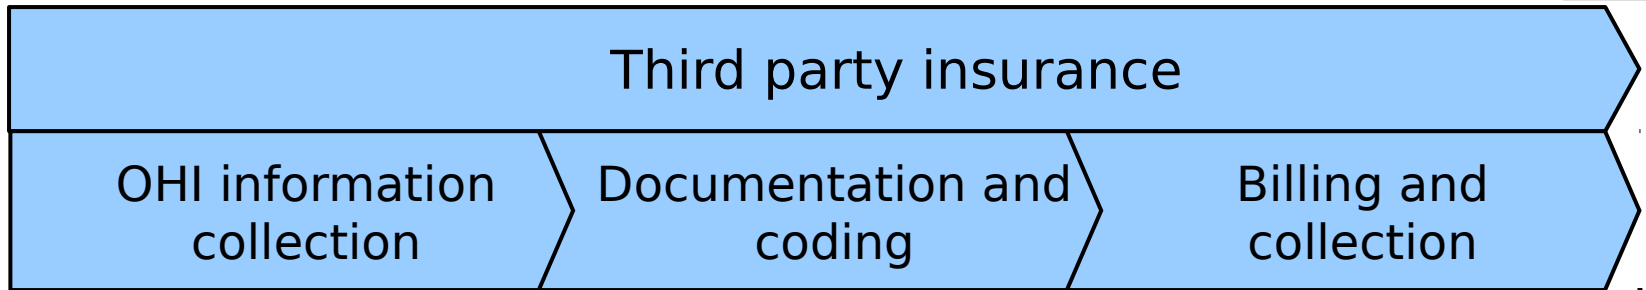 Third party insurance
OHI information
collection
Documentation and
coding
Billing and
collection